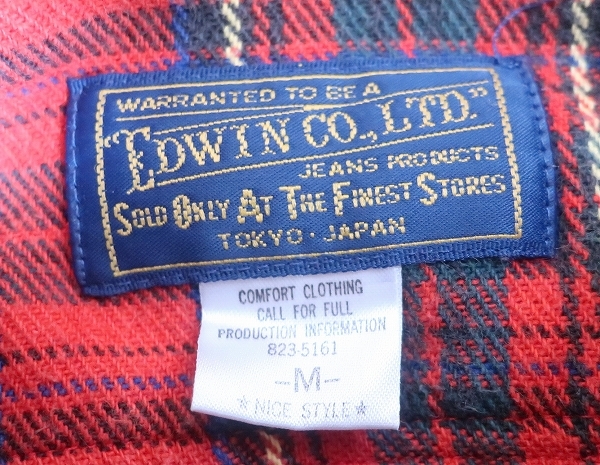 WARRANTED TO BE A
"EDWIN CO., LTD."
JEANS PRODUCTS
SOLD ONLY AT THE FINEST STORES
TOKYO · JAPAN
COMFORT CLOTHING
CALL FOR FULL
PRODUCTION INFORMATION
823-5161
-M-
☆NICE STYLE☆